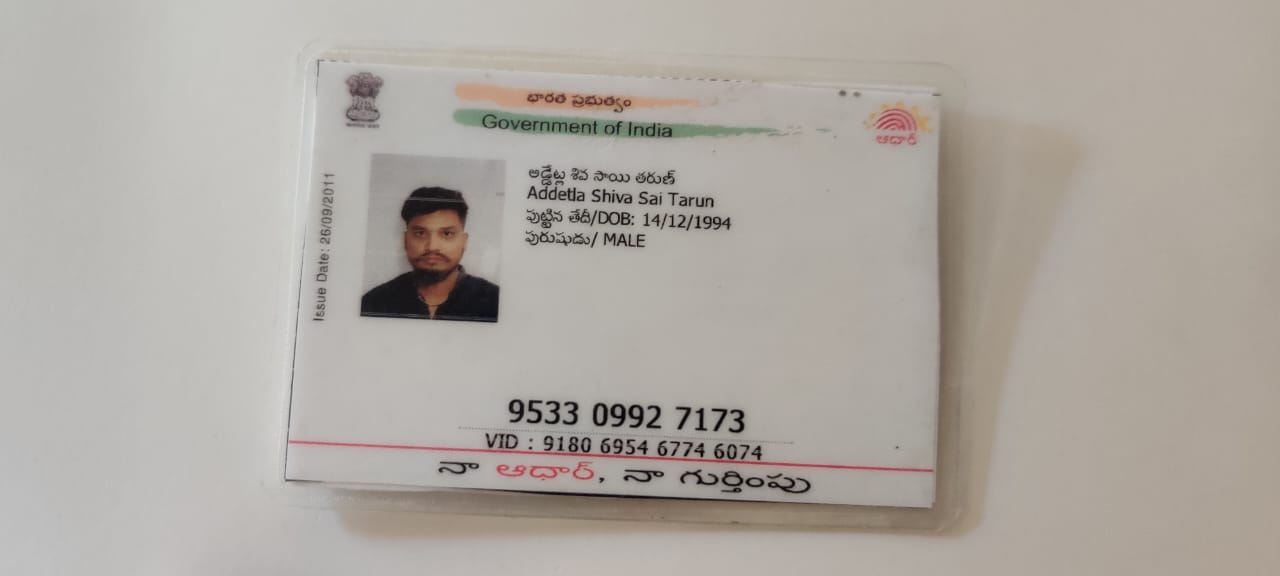 భారత ప్రభుత్వం
Government of India
ఆధార్
Issue Date: 26/09/2011
అడ్డేట్ల శివ సాయి తరుణ్
Addetla Shiva Sai Tarun
పుట్టిన తేదీ/DOB: 14/12/1994
పురుషుడు/ MALE
9533 0992 7173
VID : 9180 6954 6774 6074
నా ఆధార్, నా గుర్తింపు